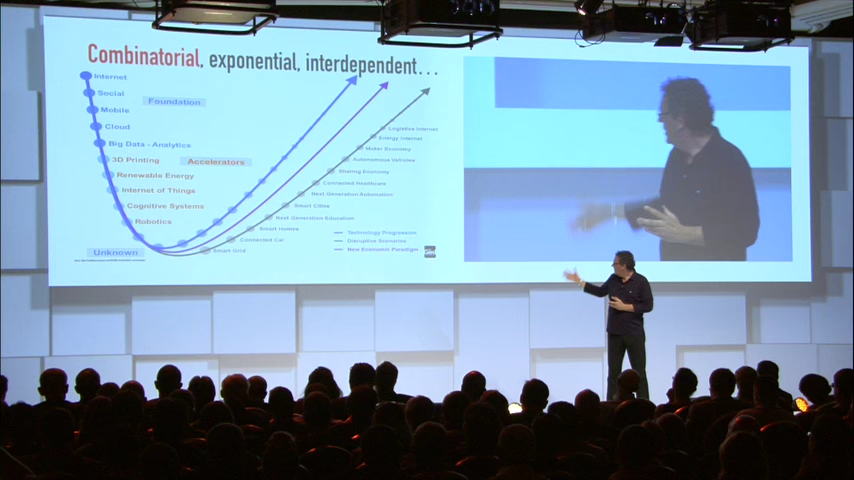 Combinatorial, exponential, interdependent...
Internet
Social
Foundation
Mobile
Cloud
Big Data - Analytics
3D Printing
Accelerators
Renewable Energy
Internet of Things
Cognitive Systems
Robotics
Unknown
Logistics Internet
Energy Internet
Maker Economy
Autonomous Vehicles
Sharing Economy
Connected Healthcare
Next Generation Automation
Smart Cities
Next Generation Education
Smart Homes
Connected Car
Smart Grid
Technology Progression
Disruptive Scenarios
New Economic Paradigm